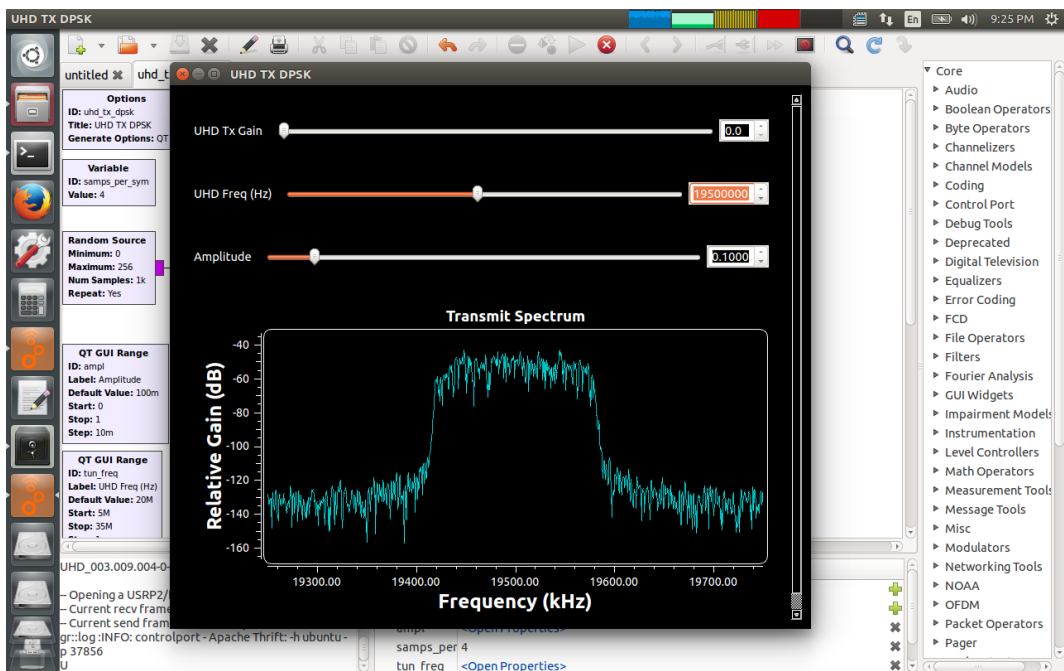 UHD TX DPSK
En
9:25 PM
untitled
uhd_t
UHD TX DPSK
Options
ID: uhd_tx_dpsk
Title: UHD TX DPSK
Generate Options: QT
Variable
ID: samps_per_sym
Value: 4
Random Source
Minimum: 0
Maximum: 256
Num Samples: 1k
Repeat: Yes
QT GUI Range
ID: ampl
Label: Amplitude
Default Value: 100m
Start: 0
Stop: 1
Step: 10m
QT GUI Range
ID: tun_freq
Label: UHD Freq (Hz)
Default Value: 20M
Start: 5M
Stop: 35M
UHD Tx Gain
0.0
UHD Freq (Hz)
19500000
Amplitude
0.1000
Transmit Spectrum
Relative Gain (dB)
-40
-60
-80
-100
-120
-140
-160
19300.00
19400.00
19500.00
19600.00
19700.00
Frequency (kHz)
Core
Audio
Boolean Operators
Byte Operators
Channelizers
Channel Models
Coding
Control Port
Debug Tools
Deprecated
Digital Television
Equalizers
Error Coding
FCD
File Operators
Filters
Fourier Analysis
GUI Widgets
Impairment Models
Instrumentation
Level Controllers
Math Operators
Measurement Tools
Message Tools
Misc
Modulators
Networking Tools
NOAA
OFDM
Packet Operators
Pager
UHD_003.009.004-0-
-- Opening a USRP2/
-- Current recv frame
-- Current send fram
gr::log :INFO: controlport - Apache Thrift: -h ubuntu -
p 37856
U
ampl <Open Properties>
samps_per 4
tun_freq <Open Properties>